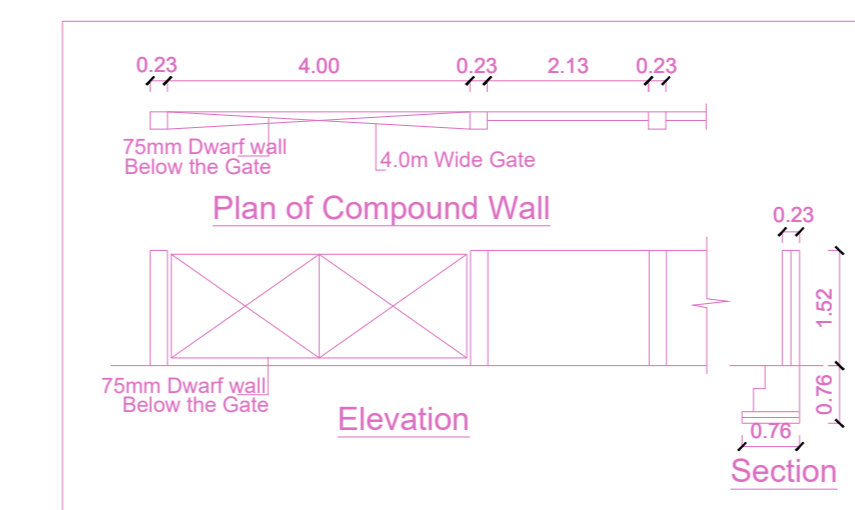 0.23 4.00 0.23 2.13 0.23
75mm Dwarf wall
Below the Gate
4.0m Wide Gate
Plan of Compound Wall
0.23
1.52
0.76
0.76
75mm Dwarf wall
Below the Gate
Elevation
Section